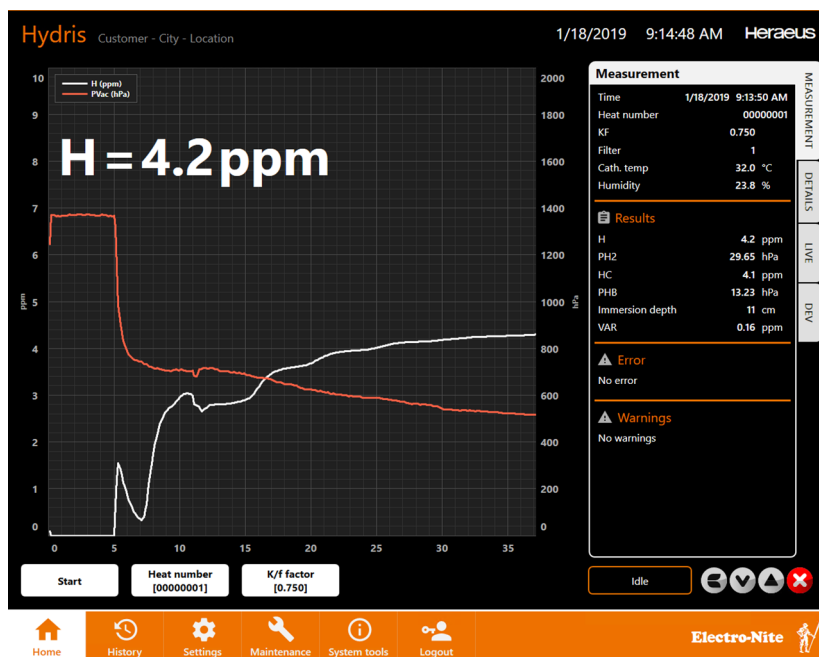 Hydris Customer - City - Location
1/18/2019 9:14:48 AM Heraeus
H (ppm)
PVac (hPa)
H = 4.2 ppm
10
9
8
7
6
5
4
3
2
1
0
ppm
2000
1800
1600
1400
1200
1000
800
600
400
200
0
hPa
0 5 10 15 20 25 30 35
Measurement
Time 1/18/2019 9:13:50 AM
Heat number 00000001
KF 0.750
Filter 1
Cath. temp 32.0 °C
Humidity 23.8 %
Results
H 4.2 ppm
PH2 29.65 hPa
HC 4.1 ppm
PHB 13.23 hPa
Immersion depth 11 cm
VAR 0.16 ppm
Error
No error
Warnings
No warnings
MEASUREMENT
DETAILS
LIVE
DEV
Start
Heat number
[00000001]
K/f factor
[0.750]
Idle
Home
History
Settings
Maintenance
System tools
Logout
Electro-Nite